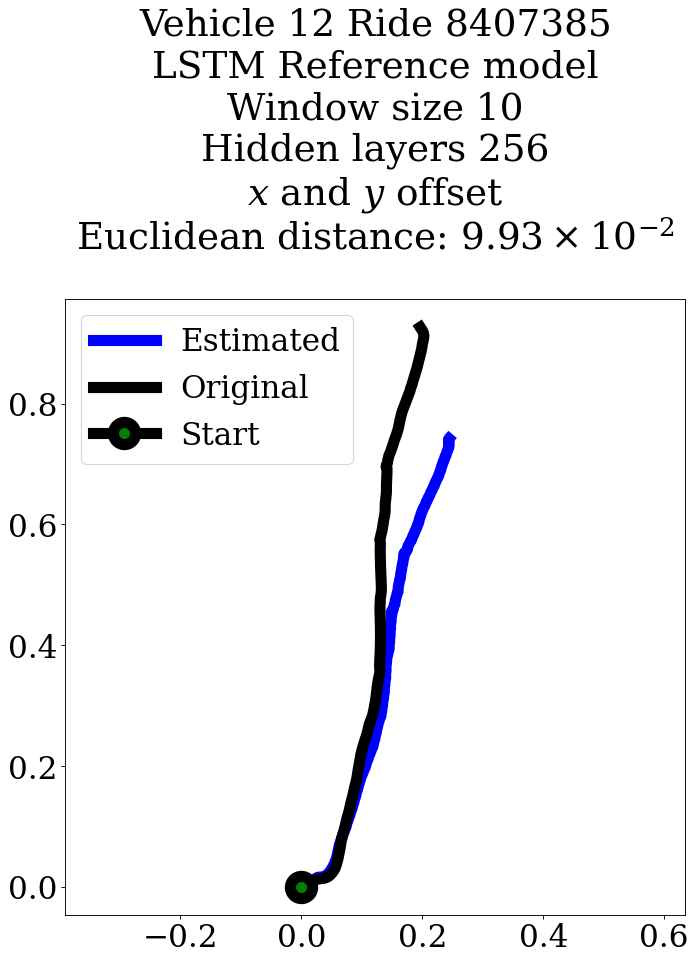 Vehicle 12 Ride 8407385
LSTM Reference model
Window size 10
Hidden layers 256
x and y offset
Euclidean distance: 9.93 × 10⁻²
Estimated
Original
Start
0.8
0.6
0.4
0.2
0.0
−0.2 0.0 0.2 0.4 0.6